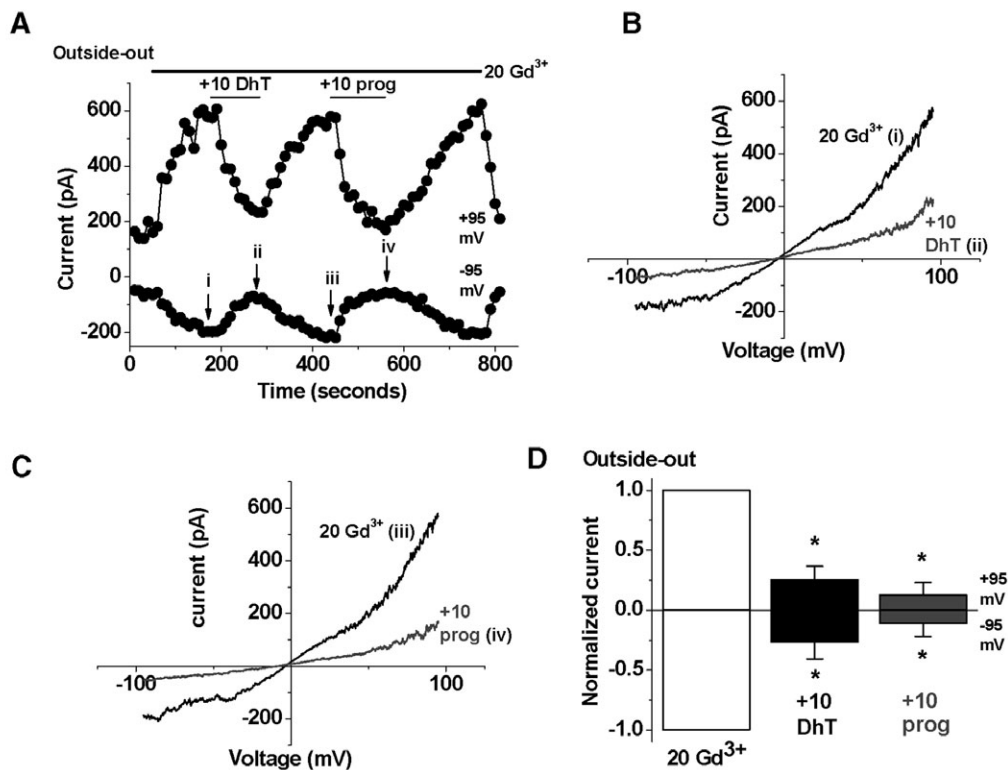 A
Outside-out
20 Gd³⁺
+10 DhT
+10 prog
600
400
200
0
-200
Current (pA)
+95
mV
-95
mV
i
ii
iii
iv
0 200 400 600 800
Time (seconds)
B
Current (pA)
600
400
200
-200
20 Gd³⁺ (i)
+10
DhT (ii)
-100
100
Voltage (mV)
C
current (pA)
600
400
200
-200
20 Gd³⁺ (iii)
+10
prog (iv)
-100
100
Voltage (mV)
D
Outside-out
Normalized current
1.0
0.5
0.0
-0.5
-1.0
* *
* *
+95
mV
-95
mV
20 Gd³⁺
+10
DhT
+10
prog